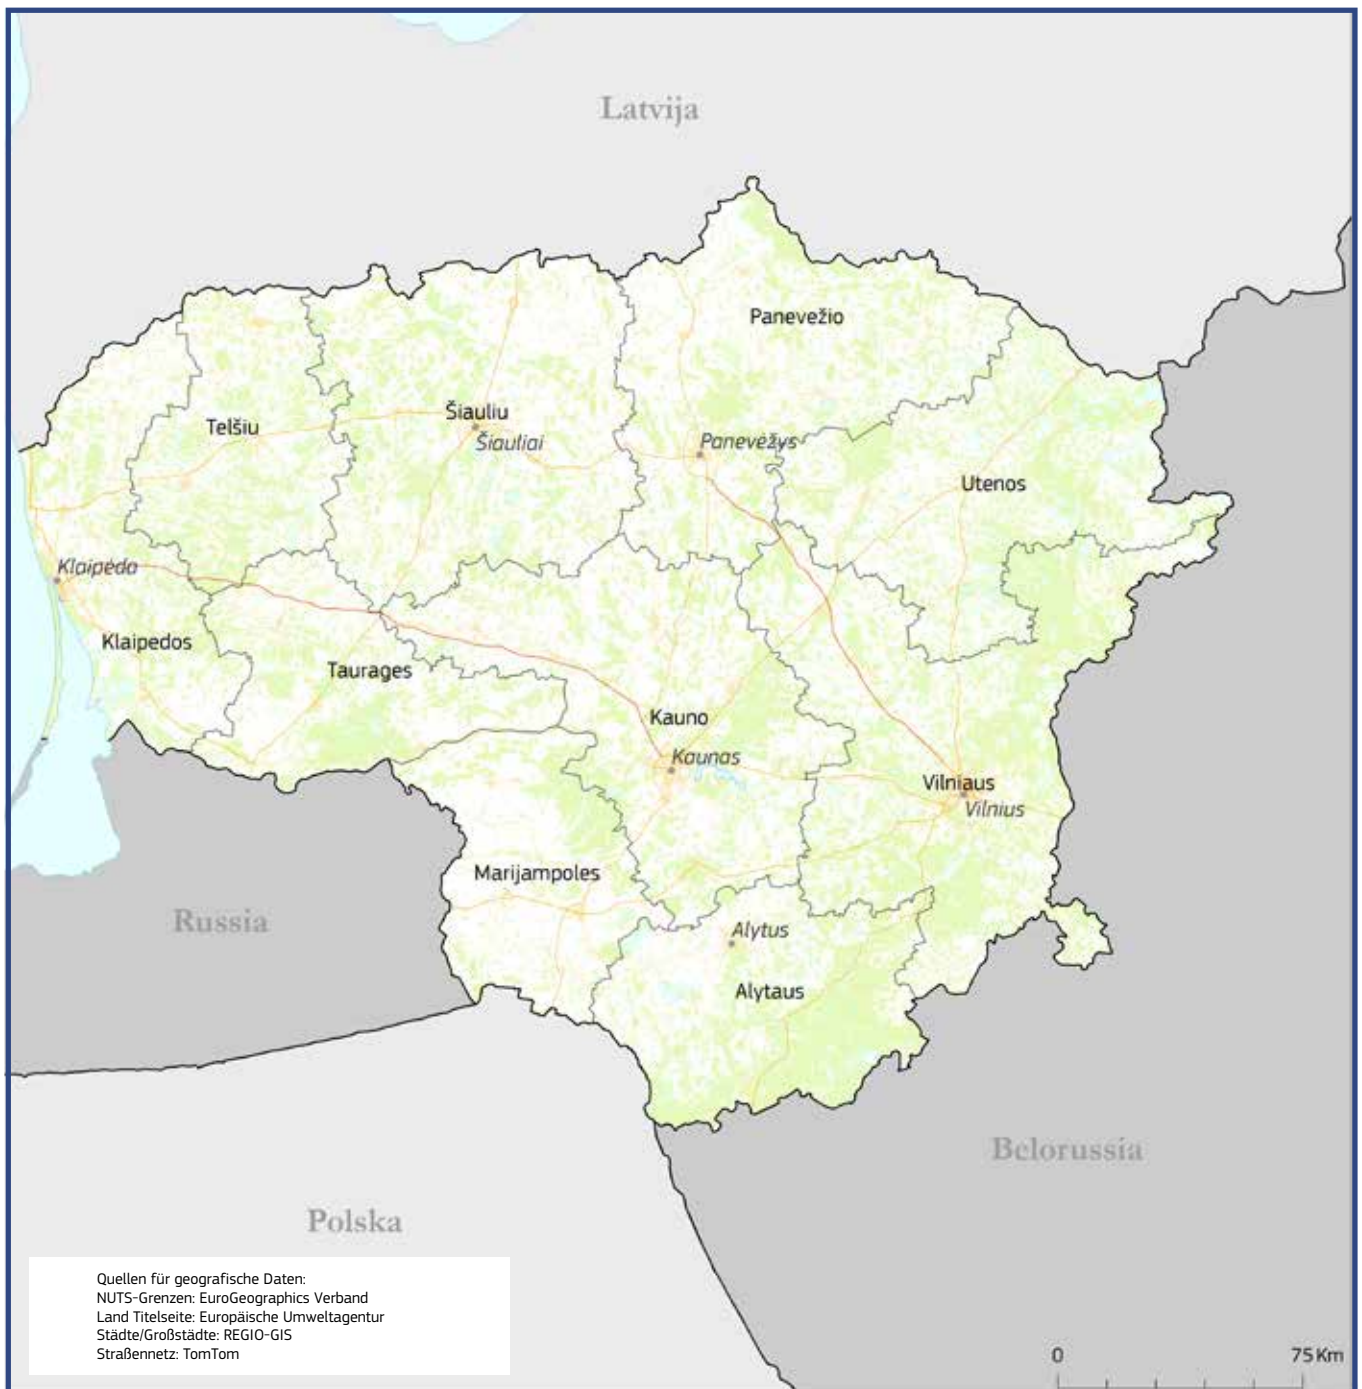 Latvija
Panevežio
Šiauliu
Šiauliai
Telšiu
Panevėžys
Utenos
Klaipėda
Klaipedos
Taurages
Kauno
Kaunas
Vilniaus
Vilnius
Marijampoles
Russia
Alytus
Alytaus
Belorussia
Polska
Quellen für geografische Daten:
NUTS-Grenzen: EuroGeographics Verband
Land Titelseite: Europäische Umweltagentur
Städte/Großstädte: REGIO-GIS
Straßennetz: TomTom
0 75 Km